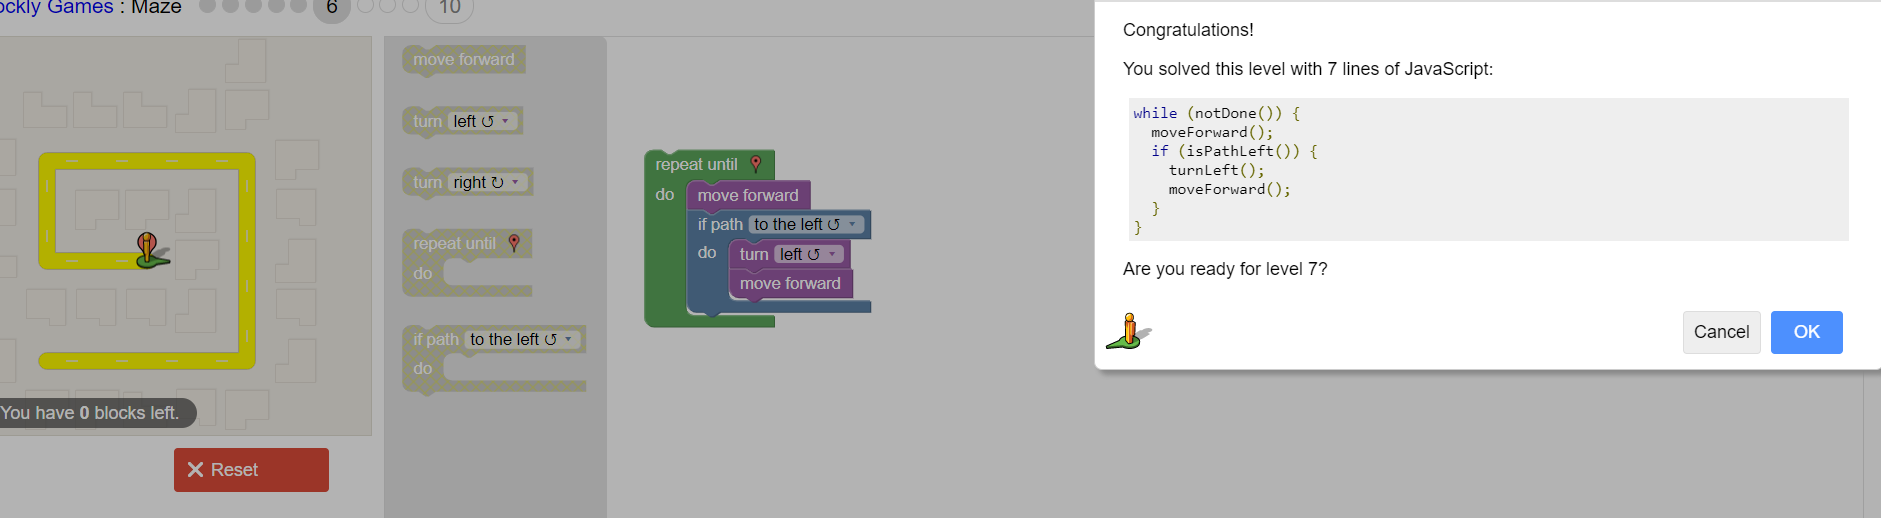 ockly Games : Maze 6 10
move forward
turn left ↺
turn right ↻
repeat until
do
if path to the left ↺
do
You have 0 blocks left.
Reset
repeat until
do move forward
if path to the left ↺
do turn left ↺
move forward
Congratulations!
You solved this level with 7 lines of JavaScript:
while (notDone()) {
moveForward();
if (isPathLeft()) {
turnLeft();
moveForward();
}
}
Are you ready for level 7?
Cancel OK